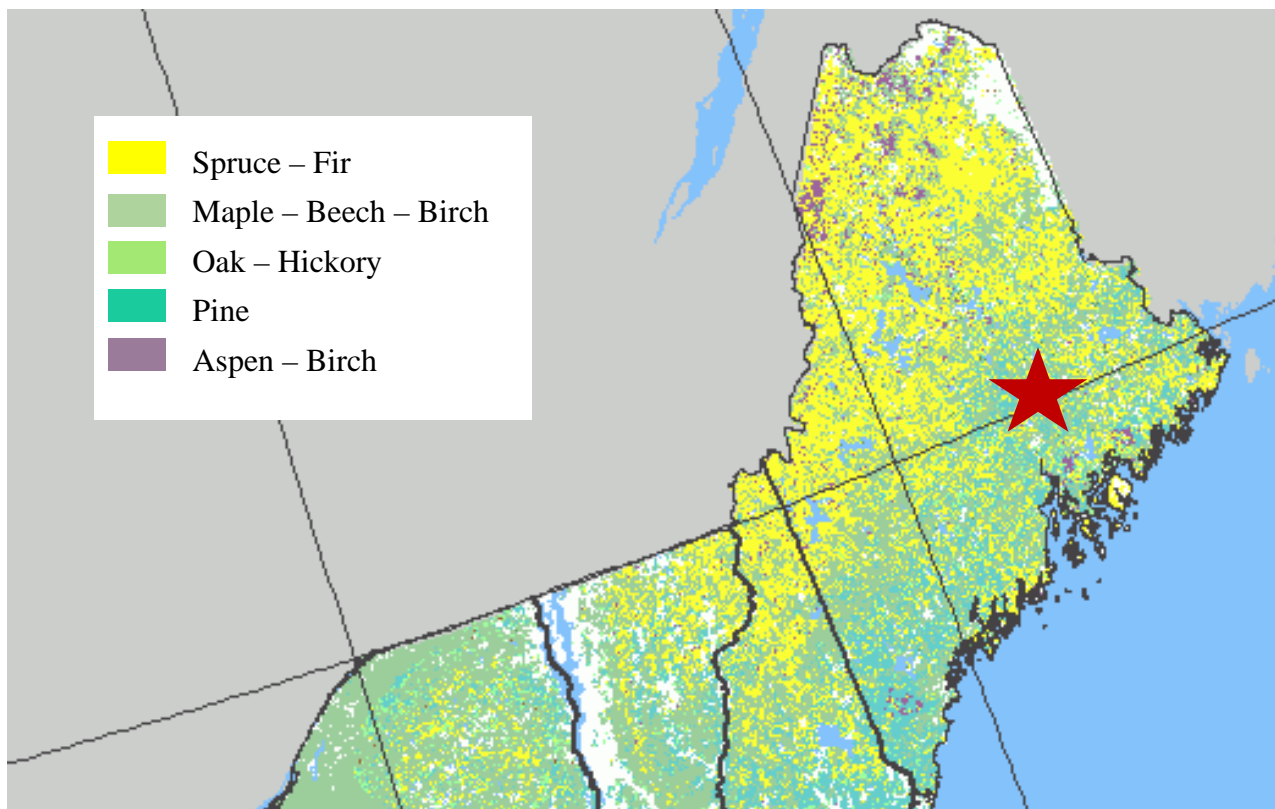 Spruce – Fir
Maple – Beech – Birch
Oak – Hickory
Pine
Aspen – Birch